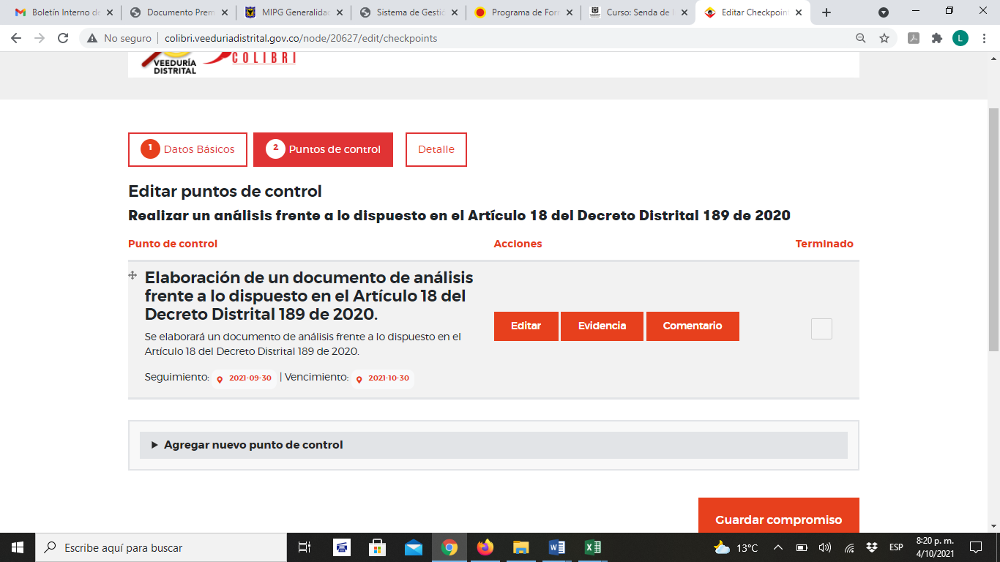 Boletín Interno de
Documento Prem
MIPG Generalidad
Sistema de Gestió
Programa de Form
Curso: Senda de
Editar Checkpoint
No seguro
colibri.veeduriadistrital.gov.co/node/20627/edit/checkpoints
L
VEEDURÍA
DISTRITAL
COLIBRI
1 Datos Básicos
2 Puntos de control
Detalle
Editar puntos de control
Realizar un análisis frente a lo dispuesto en el Artículo 18 del Decreto Distrital 189 de 2020
Punto de control
Acciones
Terminado
Elaboración de un documento de análisis
frente a lo dispuesto en el Artículo 18 del
Decreto Distrital 189 de 2020.
Se elaborará un documento de análisis frente a lo dispuesto en el
Artículo 18 del Decreto Distrital 189 de 2020.
Seguimiento: 2021-09-30 | Vencimiento: 2021-10-30
Editar
Evidencia
Comentario
Agregar nuevo punto de control
Guardar compromiso
Escribe aquí para buscar
13°C
ESP
8:20 p. m.
4/10/2021